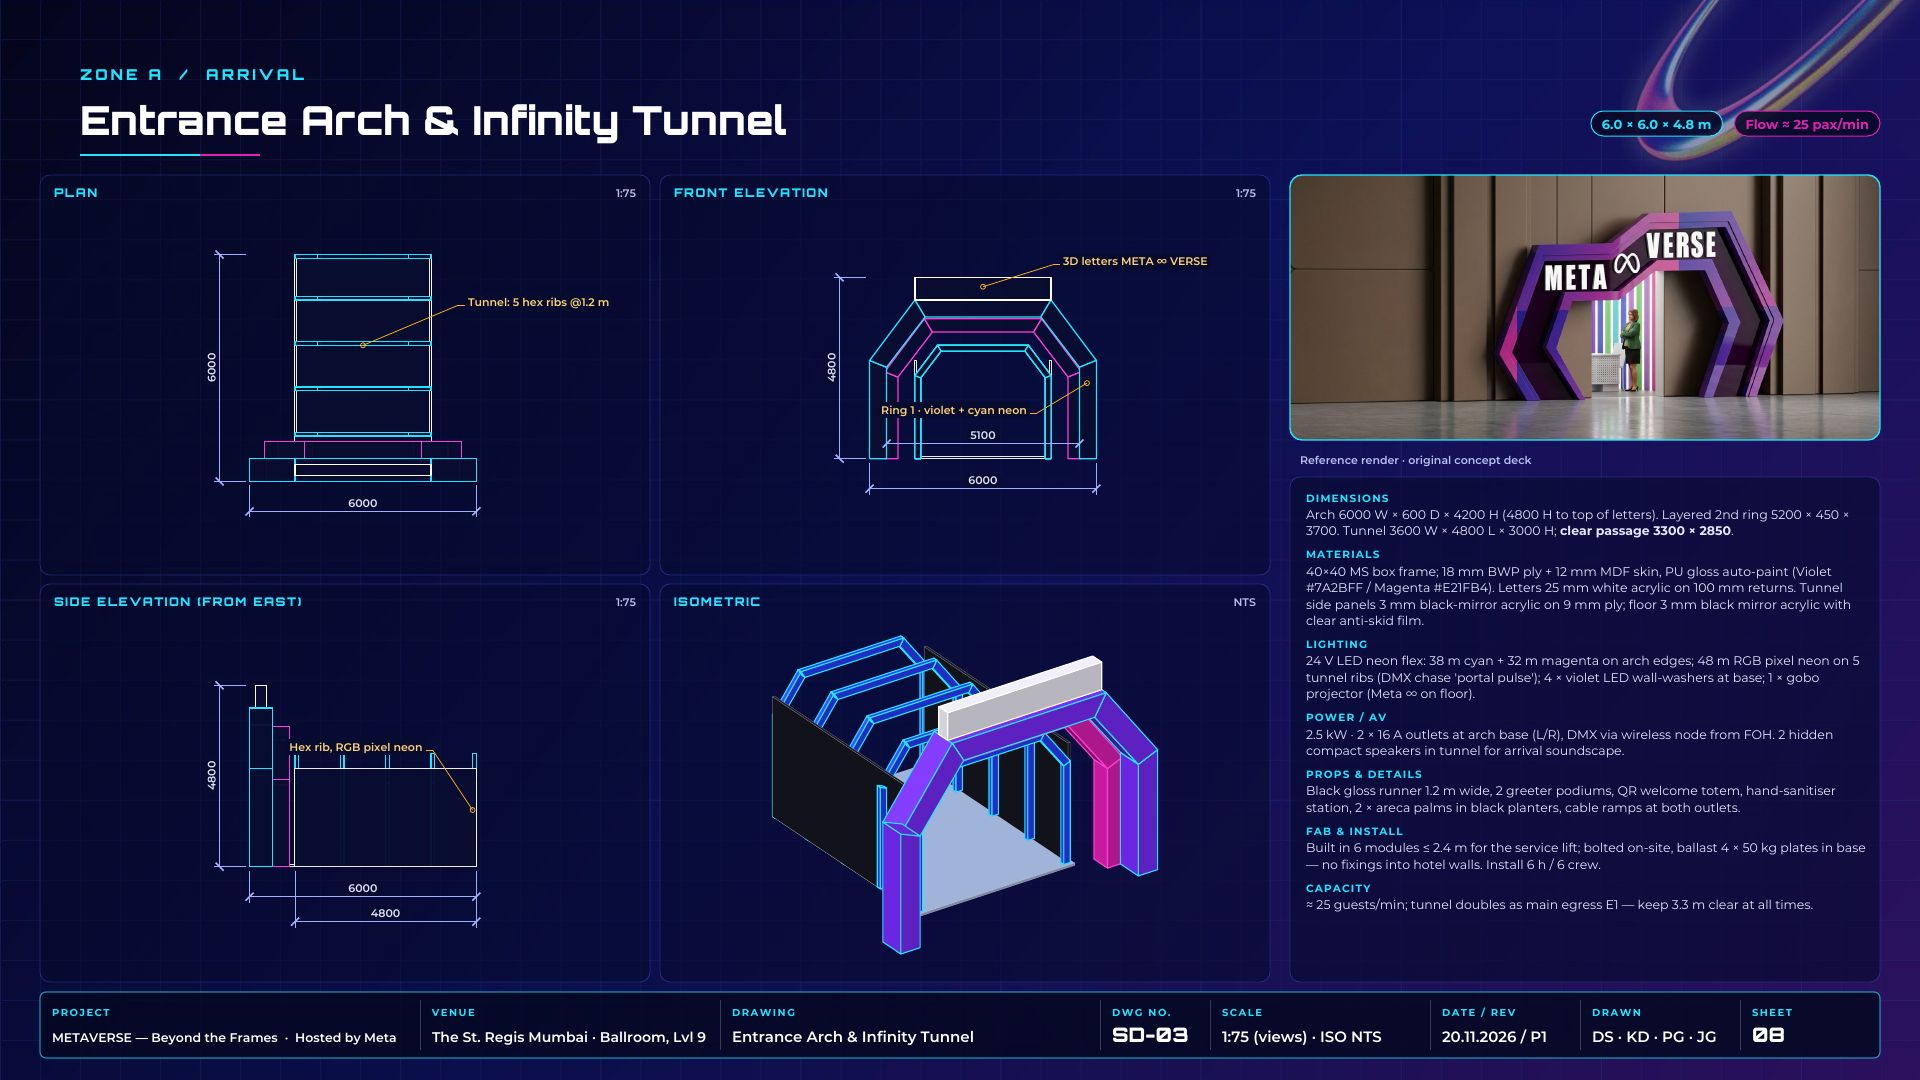 ZONE A / ARRIVAL
Entrance Arch & Infinity Tunnel
6.0 × 6.0 × 4.8 m
Flow ≈ 25 pax/min
PLAN
1:75
6000
Tunnel: 5 hex ribs @1.2 m
6000
FRONT ELEVATION
1:75
3D letters META ∞ VERSE
4800
Ring 1 · violet + cyan neon
5100
6000
META ∞ VERSE
Reference render · original concept deck
SIDE ELEVATION (FROM EAST)
1:75
Hex rib, RGB pixel neon
4800
6000
4800
ISOMETRIC
NTS
DIMENSIONS
Arch 6000 W × 600 D × 4200 H (4800 H to top of letters). Layered 2nd ring 5200 × 450 ×
3700. Tunnel 3600 W × 4800 L × 3000 H; clear passage 3300 × 2850.
MATERIALS
40×40 MS box frame; 18 mm BWP ply + 12 mm MDF skin, PU gloss auto-paint (Violet
#7A2BFF / Magenta #E21FB4). Letters 25 mm white acrylic on 100 mm returns. Tunnel
side panels 3 mm black-mirror acrylic on 9 mm ply; floor 3 mm black mirror acrylic with
clear anti-skid film.
LIGHTING
24 V LED neon flex: 38 m cyan + 32 m magenta on arch edges; 48 m RGB pixel neon on 5
tunnel ribs (DMX chase 'portal pulse'); 4 × violet LED wall-washers at base; 1 × gobo
projector (Meta ∞ on floor).
POWER / AV
2.5 kW · 2 × 16 A outlets at arch base (L/R), DMX via wireless node from FOH. 2 hidden
compact speakers in tunnel for arrival soundscape.
PROPS & DETAILS
Black gloss runner 1.2 m wide, 2 greeter podiums, QR welcome totem, hand-sanitiser
station, 2 × areca palms in black planters, cable ramps at both outlets.
FAB & INSTALL
Built in 6 modules ≤ 2.4 m for the service lift; bolted on-site, ballast 4 × 50 kg plates in base
— no fixings into hotel walls. Install 6 h / 6 crew.
CAPACITY
≈ 25 guests/min; tunnel doubles as main egress E1 — keep 3.3 m clear at all times.
PROJECT
METAVERSE — Beyond the Frames · Hosted by Meta
VENUE
The St. Regis Mumbai · Ballroom, Lvl 9
DRAWING
Entrance Arch & Infinity Tunnel
DWG NO.
SD-03
SCALE
1:75 (views) · ISO NTS
DATE / REV
20.11.2026 / P1
DRAWN
DS · KD · PG · JG
SHEET
08